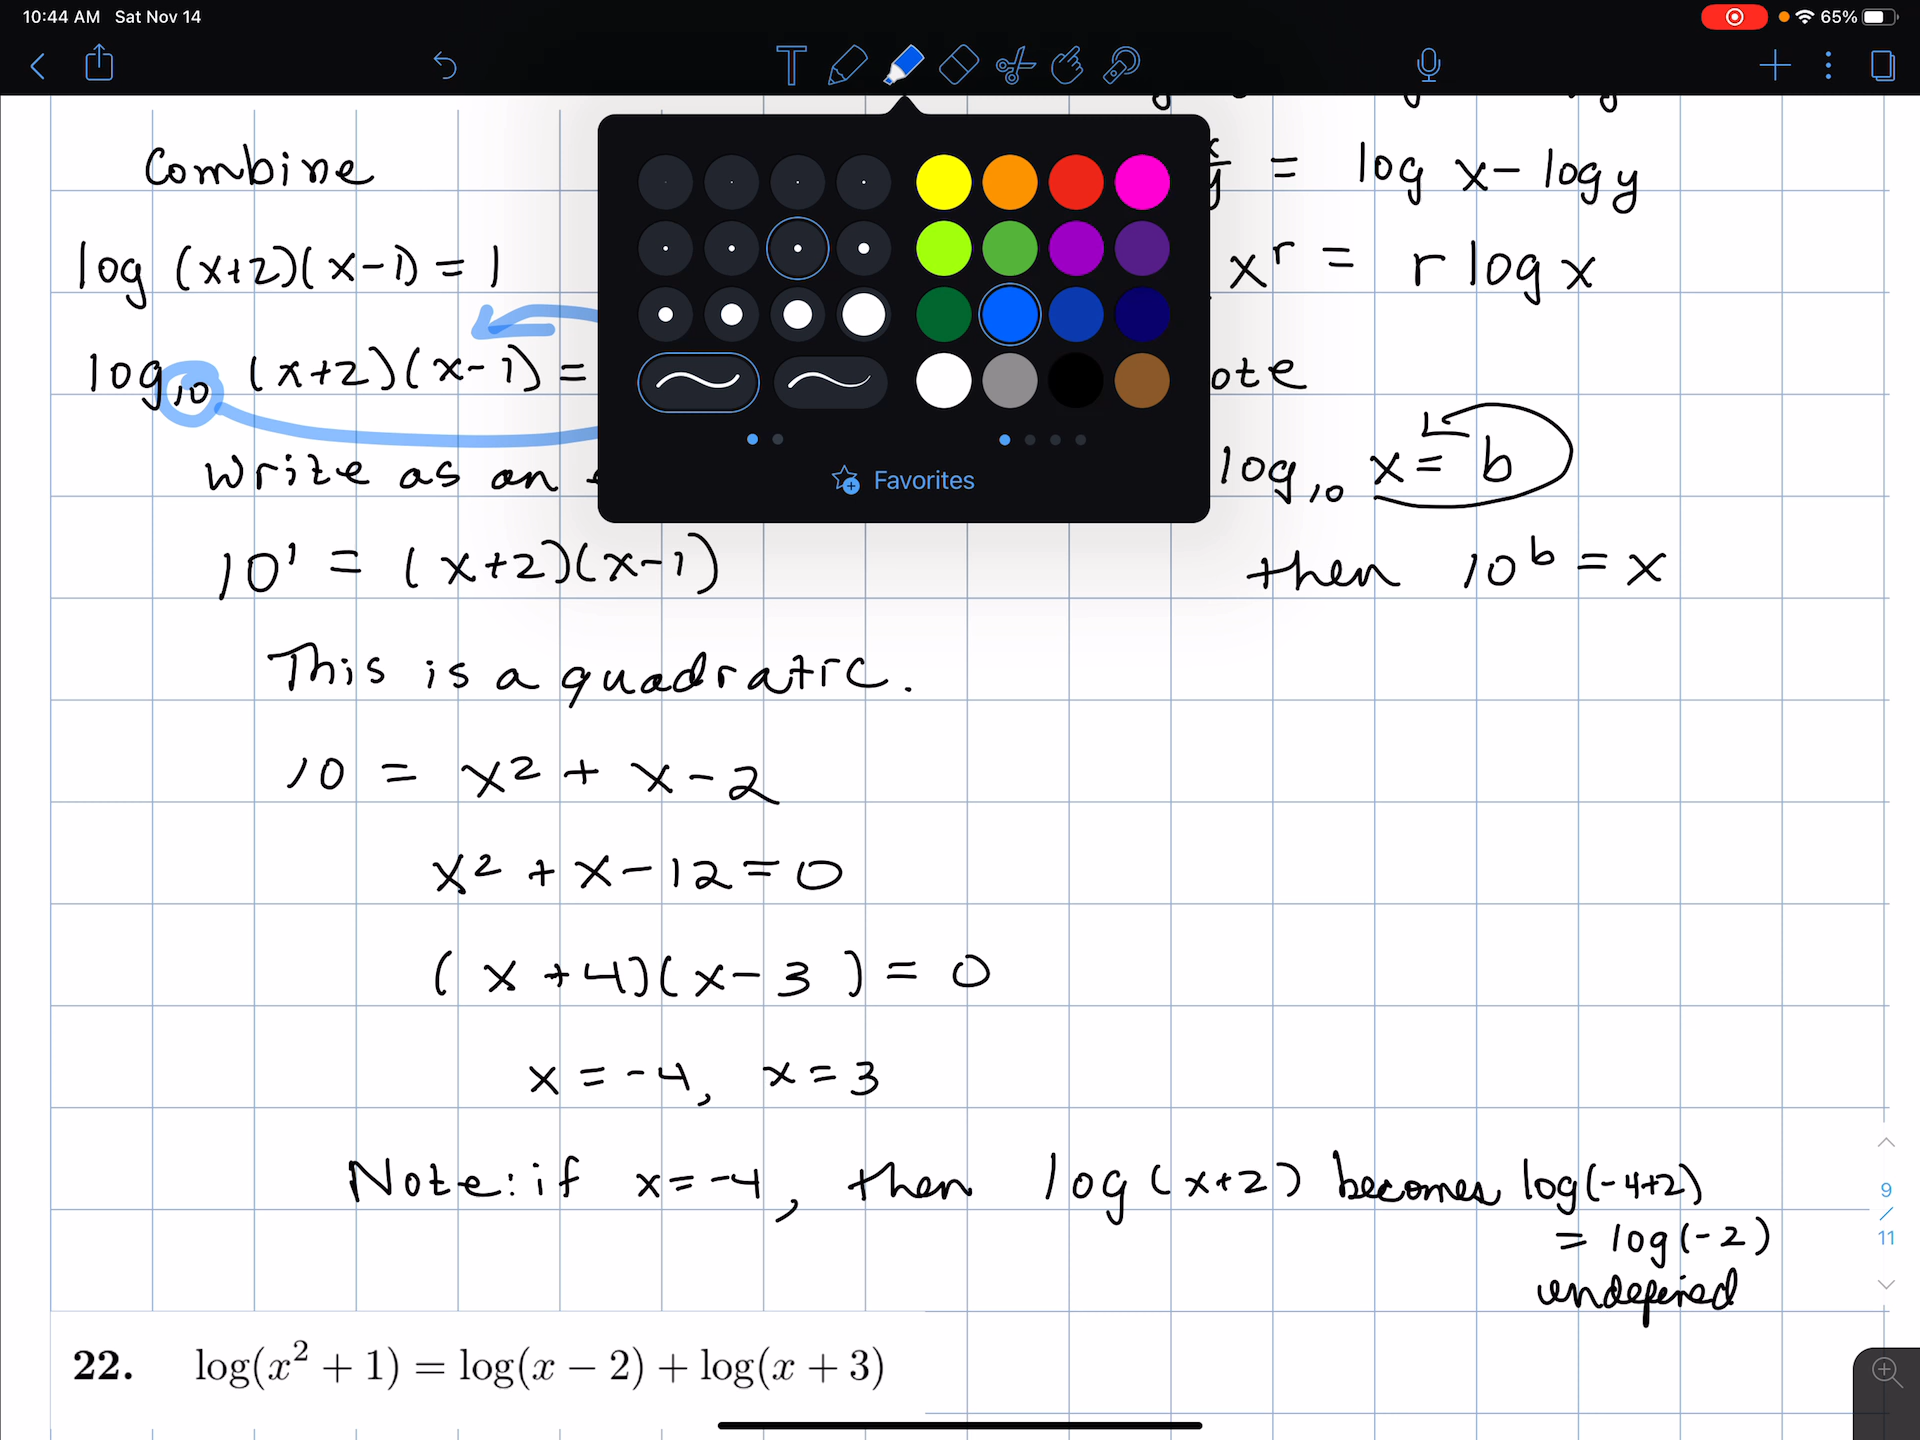 10:44 AM Sat Nov 14
65%
Combine
log (x+2)(x-1) = 1
log₁₀ (x+2)(x-1) =
Write as an
10¹ = (x+2)(x-1)
This is a quadratic.
10 = x² + x - 2
x² + x - 12 = 0
(x+4)(x-3) = 0
x = -4, x = 3
Note: if x = -4, then log(x+2) becomes log(-4+2)
= log(-2)
undefined
22. log(x² + 1) = log(x − 2) + log(x + 3)
Favorites
= log x - log y
xʳ = r log x
ote
log₁₀ x = b
then 10ᵇ = x
9
/
11